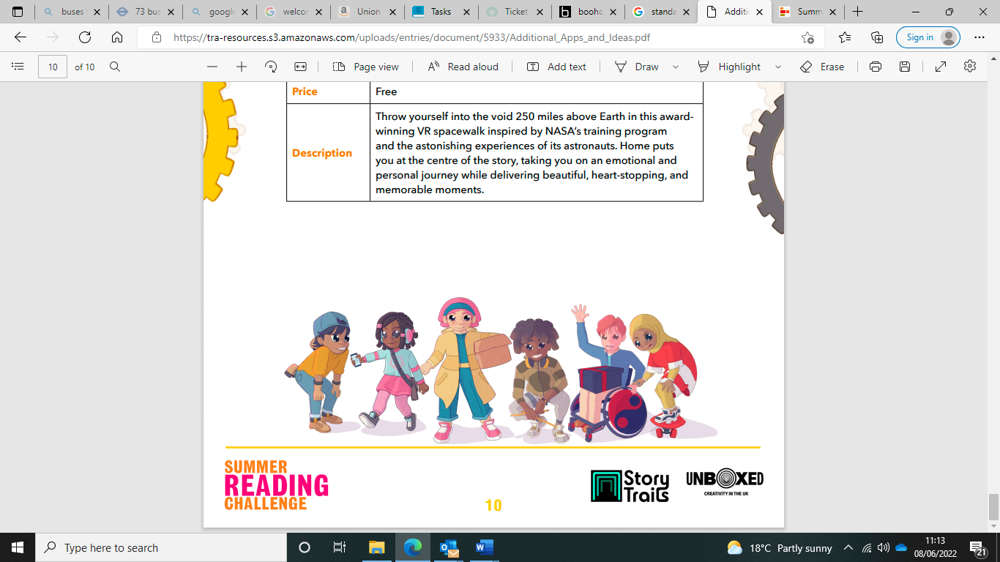 buses
73 bus
google
welcor
Union
Tasks
Ticket
boohc
standa
Additi
Summ
https://tra-resources.s3.amazonaws.com/uploads/entries/document/5933/Additional_Apps_and_Ideas.pdf
Sign in
10 of 10
Page view
Read aloud
Add text
Draw
Highlight
Erase
Price
Free
Description
Throw yourself into the void 250 miles above Earth in this award-
winning VR spacewalk inspired by NASA's training program
and the astonishing experiences of its astronauts. Home puts
you at the centre of the story, taking you on an emotional and
personal journey while delivering beautiful, heart-stopping, and
memorable moments.
SUMMER
READING
CHALLENGE
10
Story
Trails
UNBOXED
CREATIVITY IN THE UK
Type here to search
18°C Partly sunny
11:13
08/06/2022
21